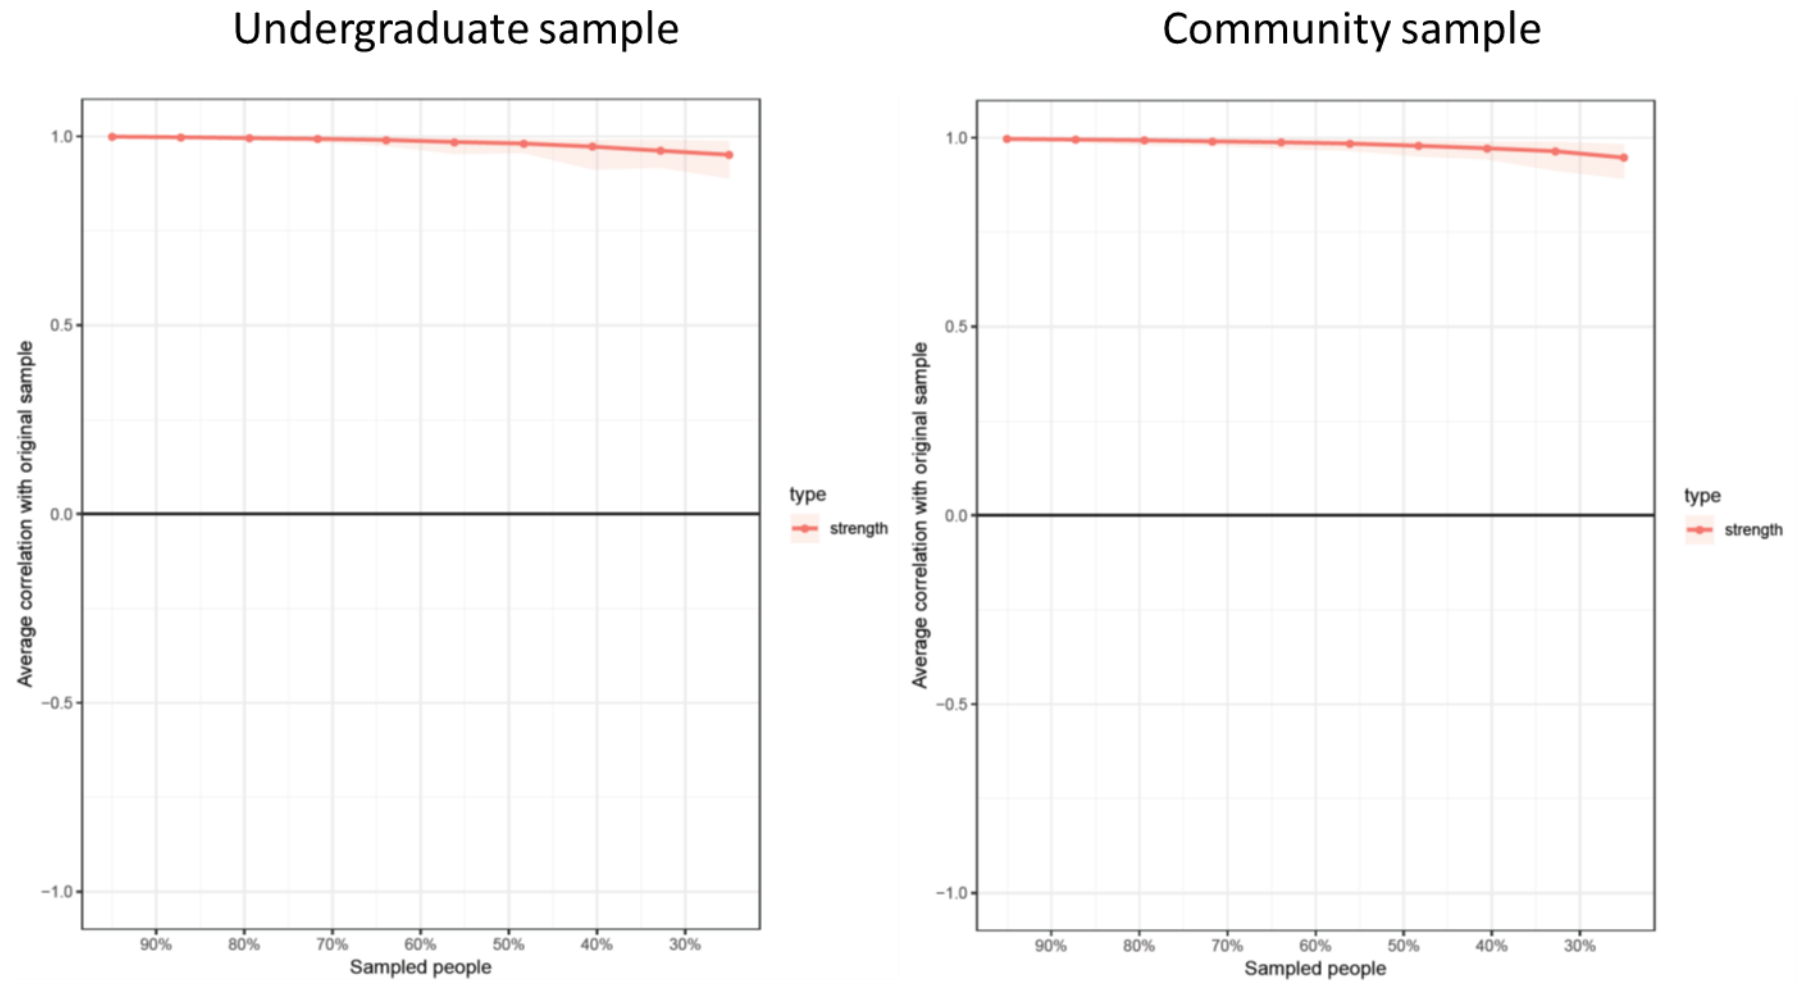 Undergraduate sample
Community sample
Average correlation with original sample
1.0
0.5
0.0
−0.5
−1.0
90% 80% 70% 60% 50% 40% 30%
Sampled people
type
strength
Average correlation with original sample
1.0
0.5
0.0
−0.5
−1.0
90% 80% 70% 60% 50% 40% 30%
Sampled people
type
strength